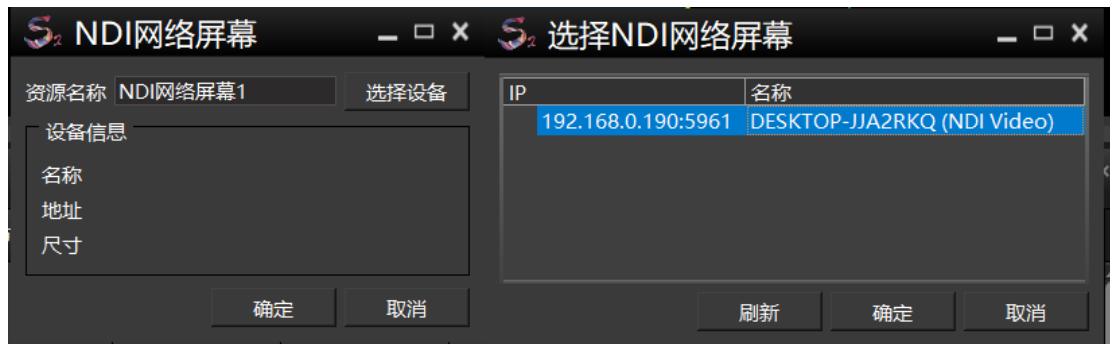 S2 NDI网络屏幕
资源名称 NDI网络屏幕1 选择设备
设备信息
名称
地址
尺寸
确定 取消
S2 选择NDI网络屏幕
IP 名称
192.168.0.190:5961 DESKTOP-JJA2RKQ (NDI Video)
刷新 确定 取消